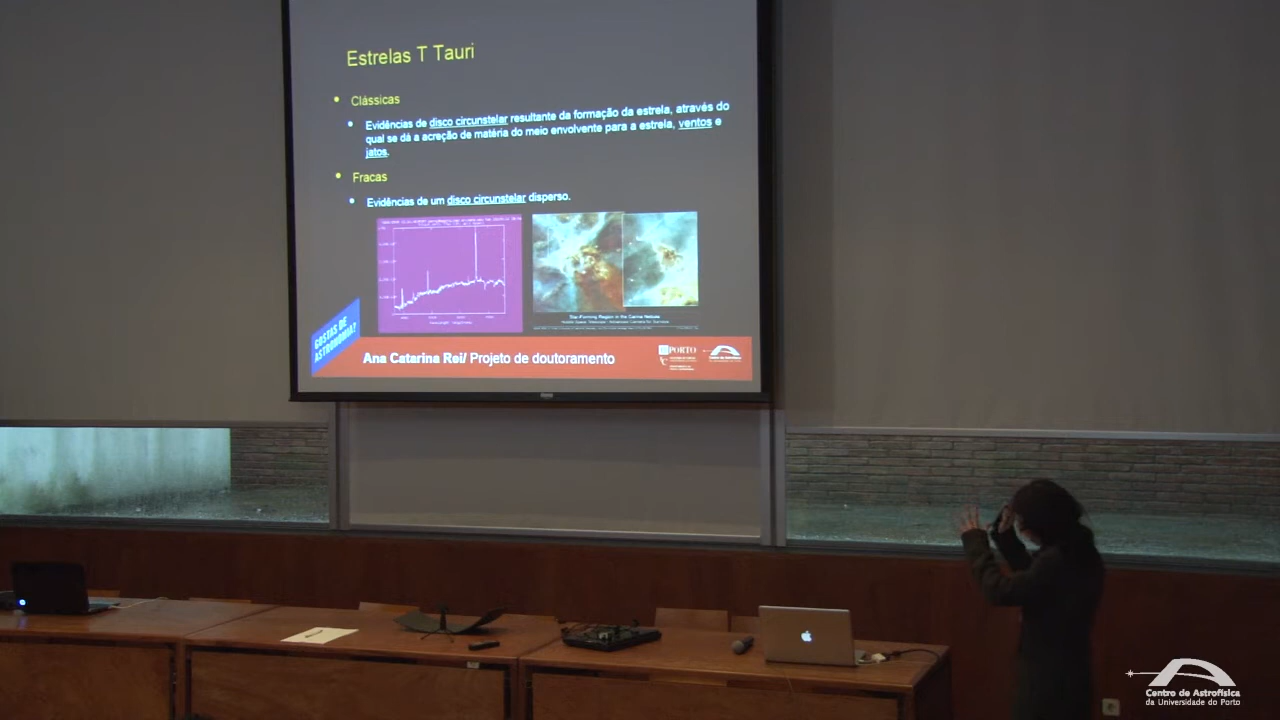 Estrelas T Tauri
Clássicas
Evidências de disco circunstelar resultante da formação da estrela, através do
qual se dá a acreção de matéria do meio envolvente para a estrela, ventos e
jatos.
Fracas
Evidências de um disco circunstelar disperso.
Star-Forming Region in the Carina Nebula
GOSTAS DE
ASTRONOMIA?
Ana Catarina Rei/ Projeto de doutoramento
PORTO
Centro de Astrofísica
da Universidade do Porto